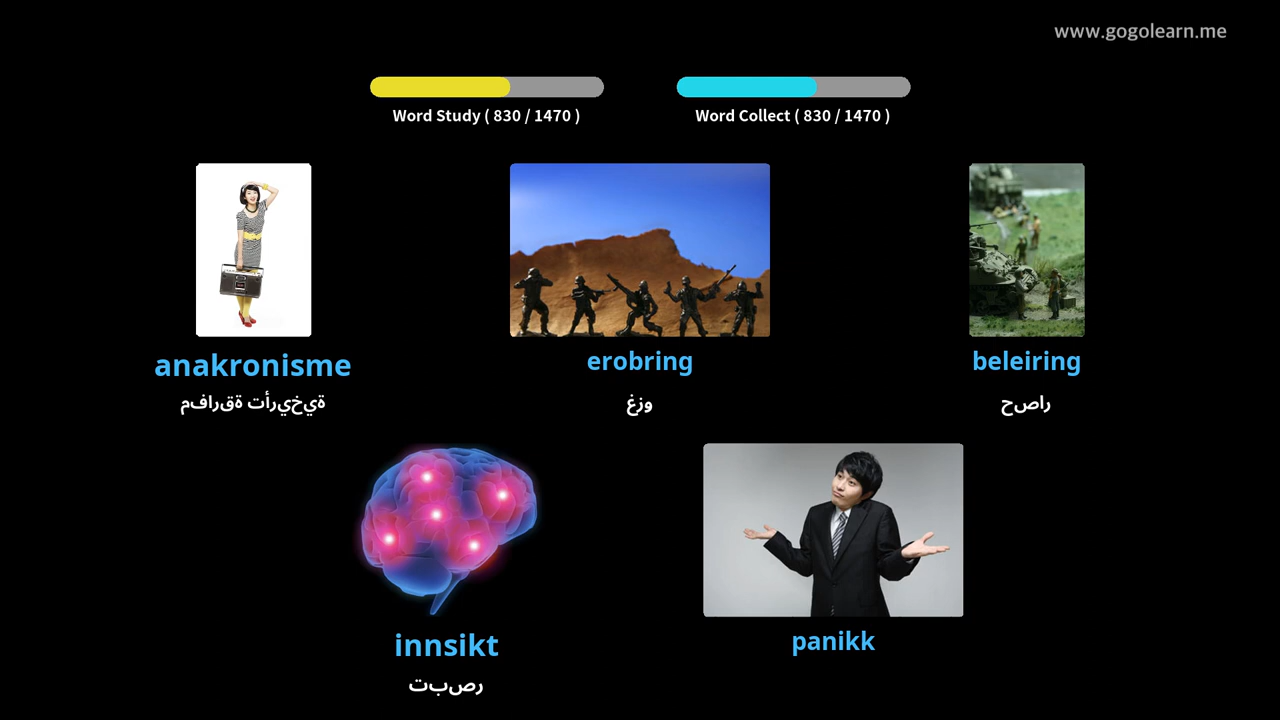 www.gogolearn.me
Word Study ( 830 / 1470 )
Word Collect ( 830 / 1470 )
anakronisme
مفارقة تأريخية
erobring
غزو
beleiring
حصار
innsikt
تبصر
panikk